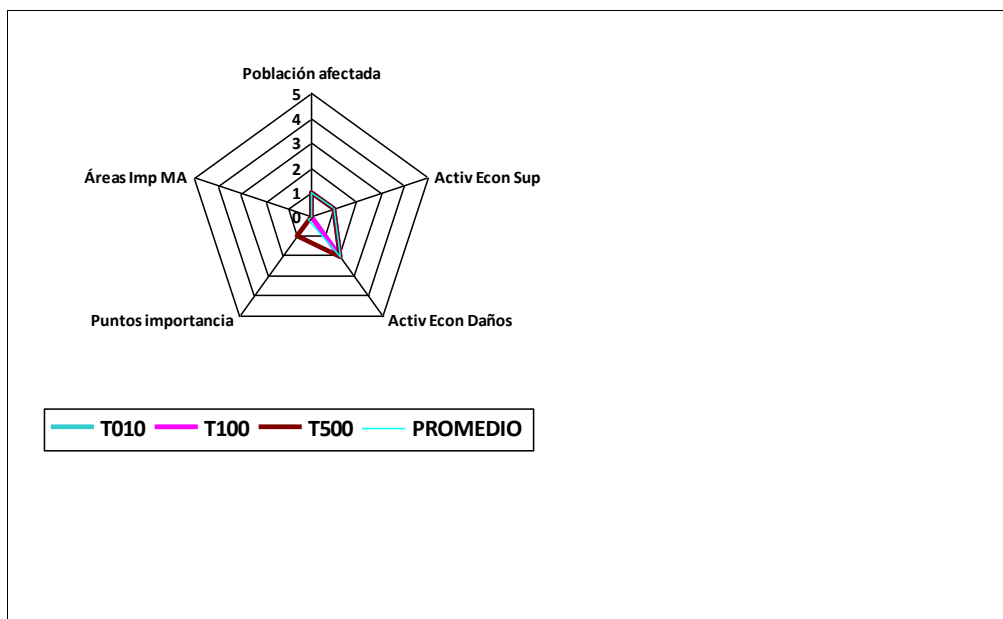 Población afectada
5
4
3
2
1
0
Áreas Imp MA
Activ Econ Sup
Puntos importancia
Activ Econ Daños
T010 T100 T500 PROMEDIO